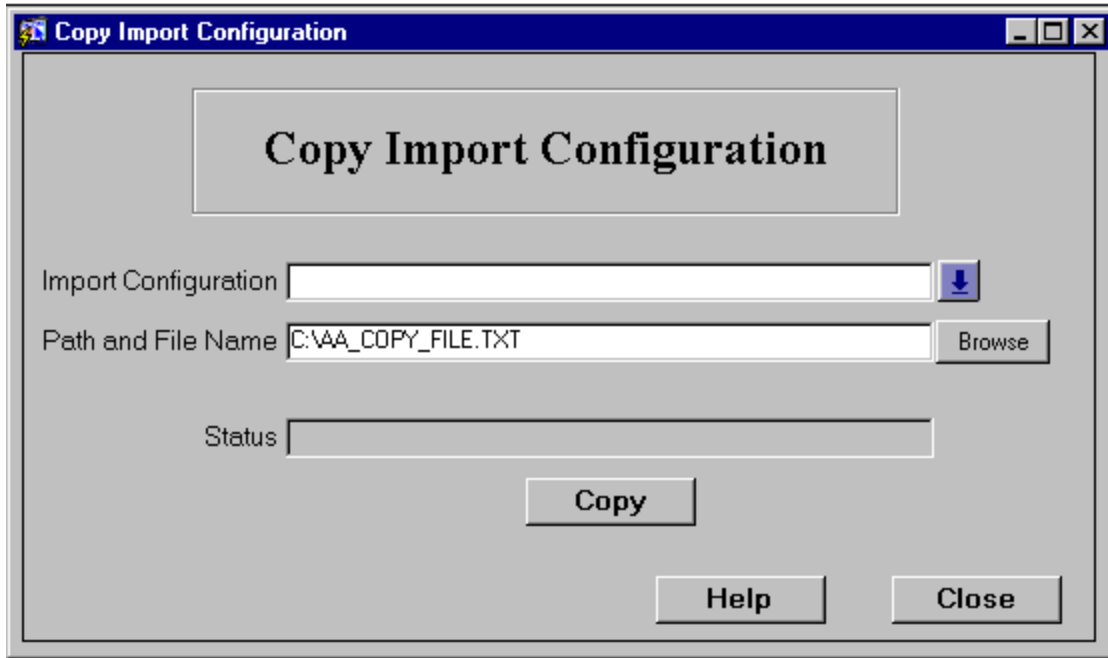 Copy Import Configuration
Copy Import Configuration
Import Configuration
Path and File Name C:\AA_COPY_FILE.TXT Browse
Status
Copy
Help Close